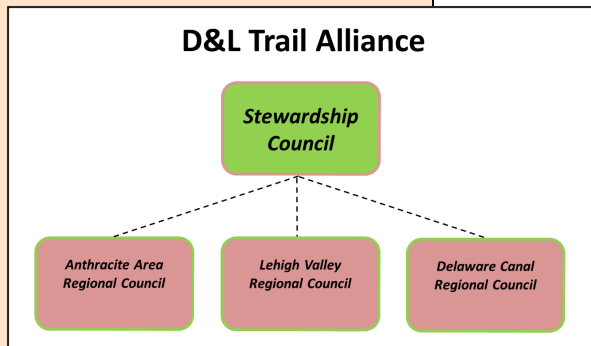 D&L Trail Alliance
Stewardship
Council
Anthracite Area
Regional Council
Lehigh Valley
Regional Council
Delaware Canal
Regional Council